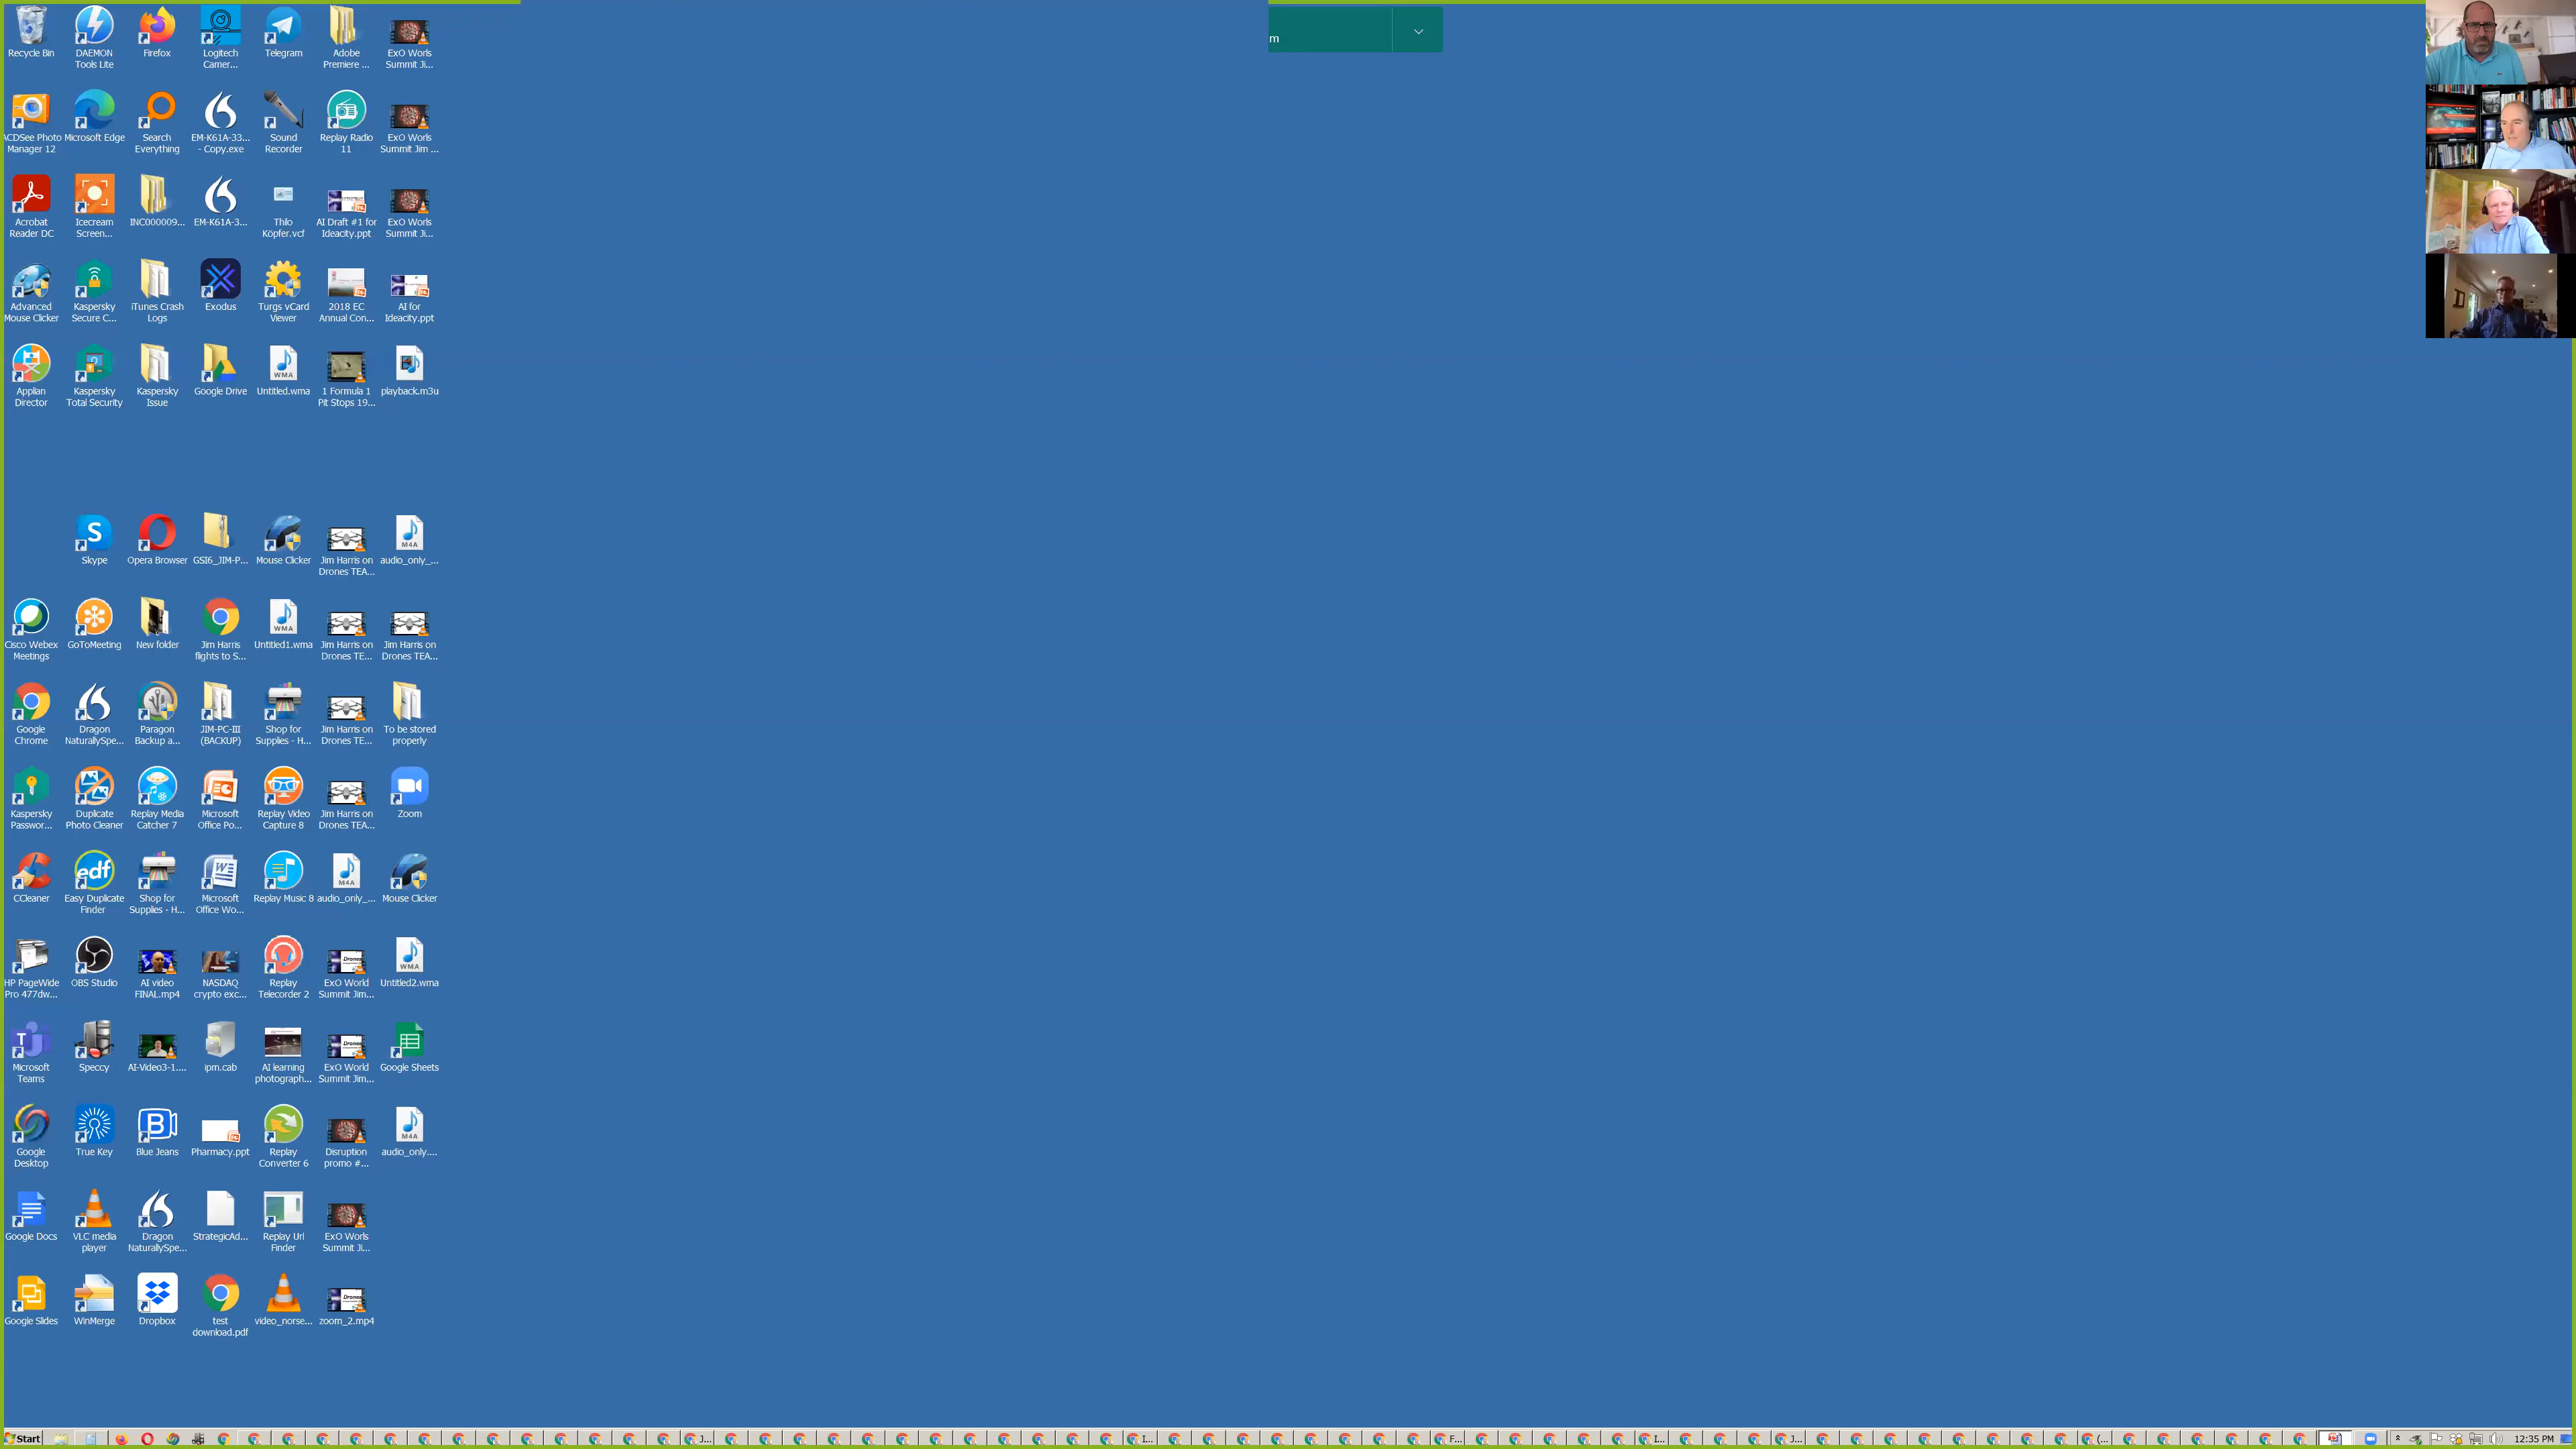 Recycle Bin
DAEMON
Tools Lite
Firefox
Logitech
Camer...
Telegram
Adobe
Premiere ...
ExO Worls
Summit Ji...
m
ACDSee Photo
Manager 12
Microsoft Edge
Search
Everything
EM-K61A-33...
- Copy.exe
Sound
Recorder
Replay Radio
11
ExO Worls
Summit Jim ...
Acrobat
Reader DC
Icecream
Screen...
INC000009...
EM-K61A-3...
Thilo
Köpfer.vcf
AI Draft #1 for
Ideacity.ppt
ExO Worls
Summit Ji...
Advanced
Mouse Clicker
Kaspersky
Secure C...
iTunes Crash
Logs
Exodus
Turgs vCard
Viewer
2018 EC
Annual Con...
AI for
Ideacity.ppt
Applian
Director
Kaspersky
Total Security
Kaspersky
Issue
Google Drive
WMA
Untitled.wma
1 Formula 1
Pit Stops 19...
playback.m3u
Skype
Opera Browser
GSI6_JIM-P...
Mouse Clicker
Jim Harris on
Drones TEA...
M4A
audio_only_...
Cisco Webex
Meetings
GoToMeeting
New folder
Jim Harris
flights to S...
WMA
Untitled1.wma
Jim Harris on
Drones TE...
Jim Harris on
Drones TEA...
Google
Chrome
Dragon
NaturallySpe...
Paragon
Backup a...
JIM-PC-III
(BACKUP)
Shop for
Supplies - H...
Jim Harris on
Drones TE...
To be stored
properly
Kaspersky
Passwor...
Duplicate
Photo Cleaner
Replay Media
Catcher 7
Microsoft
Office Po...
Replay Video
Capture 8
Jim Harris on
Drones TEA...
Zoom
CCleaner
edf
Easy Duplicate
Finder
Shop for
Supplies - H...
Microsoft
Office Wo...
Replay Music 8
M4A
audio_only_...
Mouse Clicker
HP PageWide
Pro 477dw...
OBS Studio
AI video
FINAL.mp4
NASDAQ
crypto exc...
Replay
Telecorder 2
Drones
ExO World
Summit Jim...
WMA
Untitled2.wma
Microsoft
Teams
Speccy
AI-Video3-1....
ipm.cab
AI learning
photograph...
Drones
ExO World
Summit Jim...
Google Sheets
Google
Desktop
True Key
Blue Jeans
Pharmacy.ppt
Replay
Converter 6
Disruption
promo #...
M4A
audio_only....
Google Docs
VLC media
player
Dragon
NaturallySpe...
StrategicAd...
Replay Url
Finder
ExO Worls
Summit Ji...
Google Slides
WinMerge
Dropbox
test
download.pdf
video_norse...
Drones
zoom_2.mp4
Start
J...
I...
F...
I...
J...
(...
12:35 PM